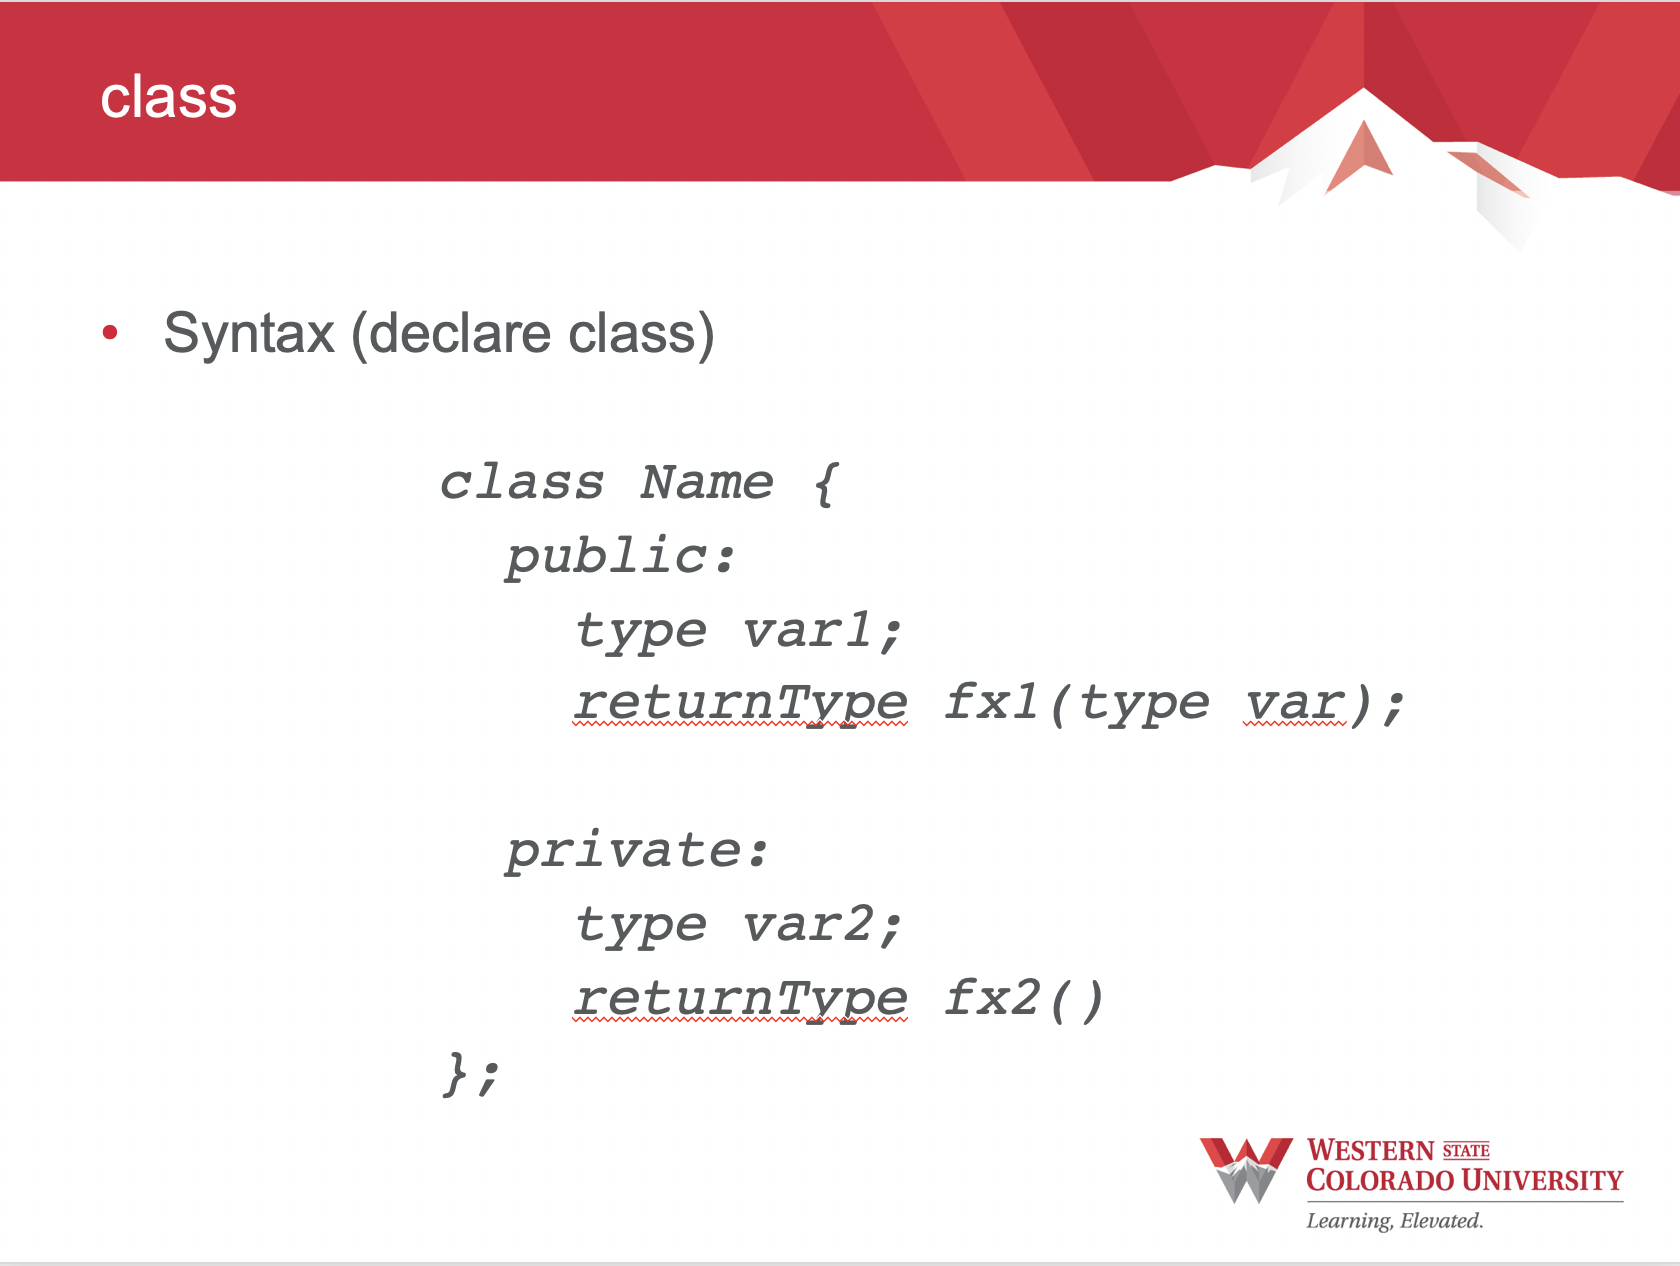 class
• Syntax (declare class)
class Name {
public:
type var1;
returnType fx1(type var);
private:
type var2;
returnType fx2()
};
WESTERN STATE
COLORADO UNIVERSITY
Learning, Elevated.